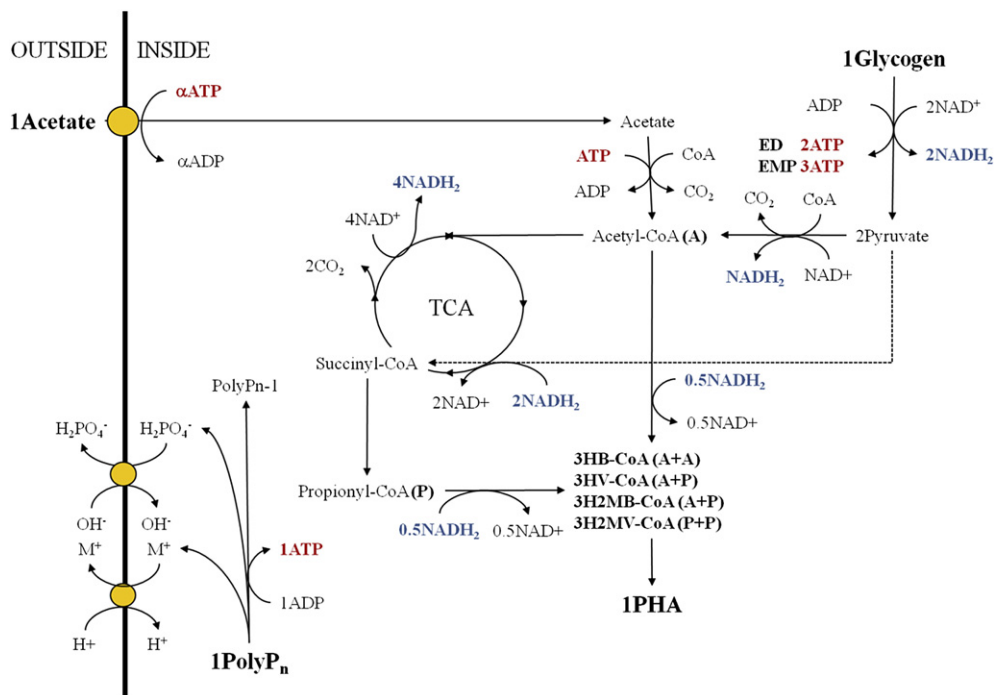 OUTSIDE INSIDE
1Glycogen
αATP
ADP 2NAD⁺
1Acetate Acetate
ED 2ATP
EMP 3ATP 2NADH₂
αADP
ATP CoA
ADP CO₂
4NADH₂
CO₂ CoA
4NAD⁺
Acetyl-CoA (A) 2Pyruvate
2CO₂
NADH₂ NAD+
TCA
Succinyl-CoA
PolyPn-1
2NAD+ 2NADH₂
0.5NADH₂
0.5NAD+
H₂PO₄⁻ H₂PO₄⁻
3HB-CoA (A+A)
3HV-CoA (A+P)
3H2MB-CoA (A+P)
3H2MV-CoA (P+P)
Propionyl-CoA (P)
0.5NADH₂ 0.5NAD+
OH⁻ OH⁻
M⁺ M⁺
1ATP
1ADP
1PHA
H+ H⁺
1PolyPₙ